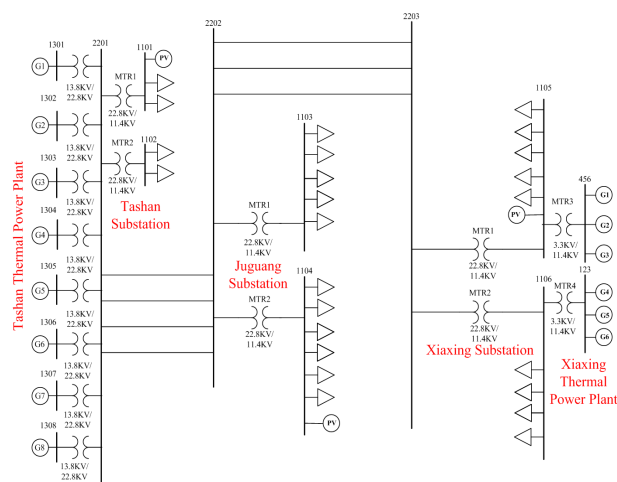 2202
2203
1301
2201
1101
G1
PV
13.8KV/
22.8KV
MTR1
22.8KV/
11.4KV
1302
G2
13.8KV/
22.8KV
MTR2
22.8KV/
11.4KV
1102
1303
G3
13.8KV/
22.8KV
Tashan
Substation
1304
G4
13.8KV/
22.8KV
1305
G5
13.8KV/
22.8KV
1306
G6
13.8KV/
22.8KV
1307
G7
13.8KV/
22.8KV
1308
G8
13.8KV/
22.8KV
Tashan Thermal Power Plant
1103
MTR1
22.8KV/
11.4KV
Juguang
Substation
1104
MTR2
22.8KV/
11.4KV
PV
1105
PV
MTR1
22.8KV/
11.4KV
MTR3
3.3KV/
11.4KV
456
G1
G2
G3
1106
MTR2
22.8KV/
11.4KV
MTR4
3.3KV/
11.4KV
123
G4
G5
G6
Xiaxing Substation
Xiaxing
Thermal
Power Plant